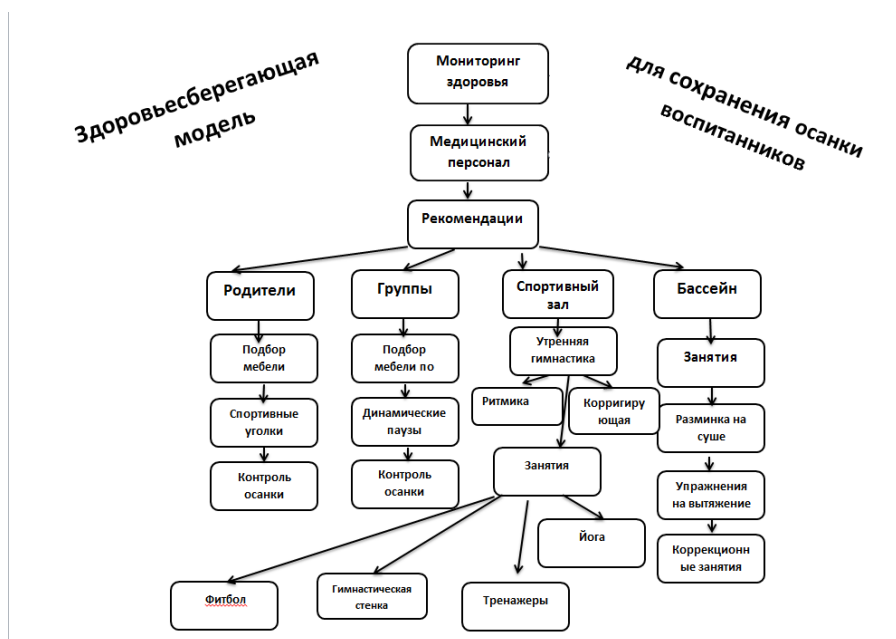 Здоровьесберегающая
модель
для сохранения осанки
воспитанников
Мониторинг
здоровья
Медицинский
персонал
Рекомендации
Родители
Группы
Спортивный
зал
Бассейн
Подбор
мебели
Подбор
мебели по
Утренняя
гимнастика
Занятия
Спортивные
уголки
Динамические
паузы
Ритмика
Корригиру
ющая
Разминка на
суше
Контроль
осанки
Контроль
осанки
Занятия
Упражнения
на вытяжение
Йога
Коррекционн
ые занятия
Фитбол
Гимнастическая
стенка
Тренажеры